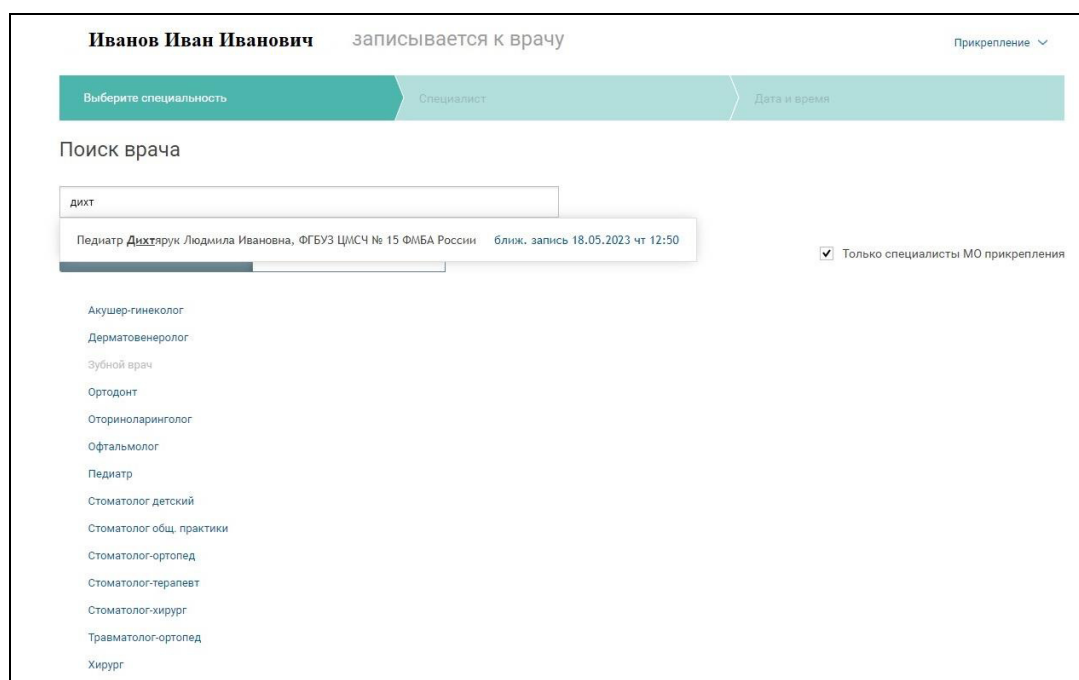 Иванов Иван Иванович записывается к врачу Прикрепление
Выберите специальность Специалист Дата и время
Поиск врача
дихт
Педиатр Дихтярук Людмила Ивановна, ФГБУЗ ЦМСЧ № 15 ФМБА России ближ. запись 18.05.2023 чт 12:50
Только специалисты МО прикрепления
Акушер-гинеколог
Дерматовенеролог
Зубной врач
Ортодонт
Оториноларинголог
Офтальмолог
Педиатр
Стоматолог детский
Стоматолог общ. практики
Стоматолог-ортопед
Стоматолог-терапевт
Стоматолог-хирург
Травматолог-ортопед
Хирург